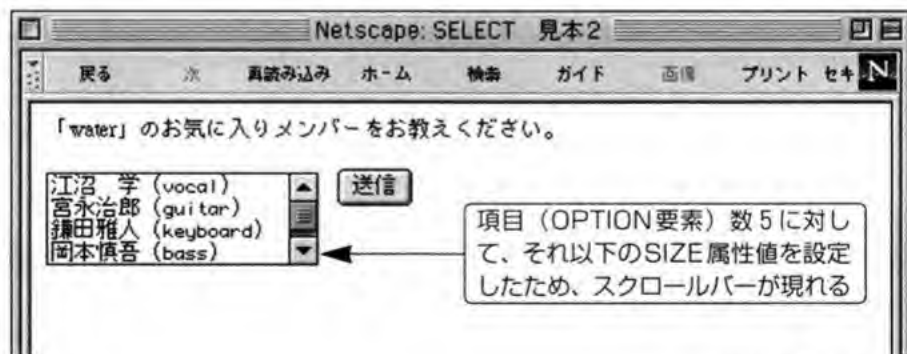 Netscape: SELECT 見本2
戻る 次 再読み込み ホーム 検索 ガイド 画像 プリント セキ N
「water」のお気に入りメンバーをお教えください。
江沼 学 (vocal)
宮永治郎 (guitar)
鎌田雅人 (keyboard)
岡本慎吾 (bass)
送信
項目（OPTION要素）数5に対し
て、それ以下のSIZE属性値を設定
したため、スクロールバーが現れる